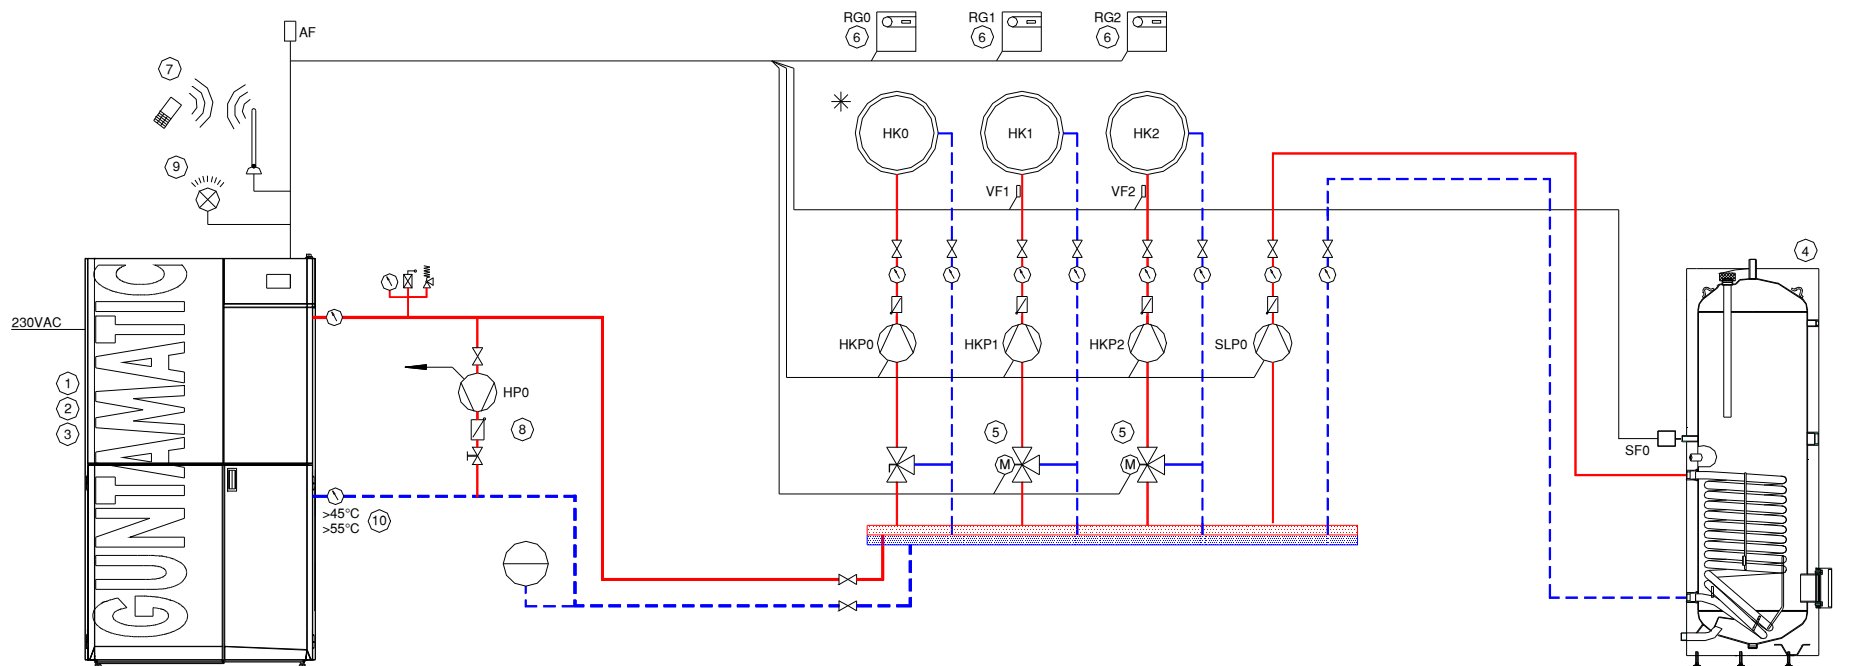 AF
RG0
RG1
RG2
6
6
6
7
9
HK0
HK1
HK2
VF1
VF2
4
230VAC
GUNTAMATIC
HKP0
HKP1
HKP2
SLP0
1
2
3
HP0
8
5
5
M
M
SF0
>45°C
>55°C
10